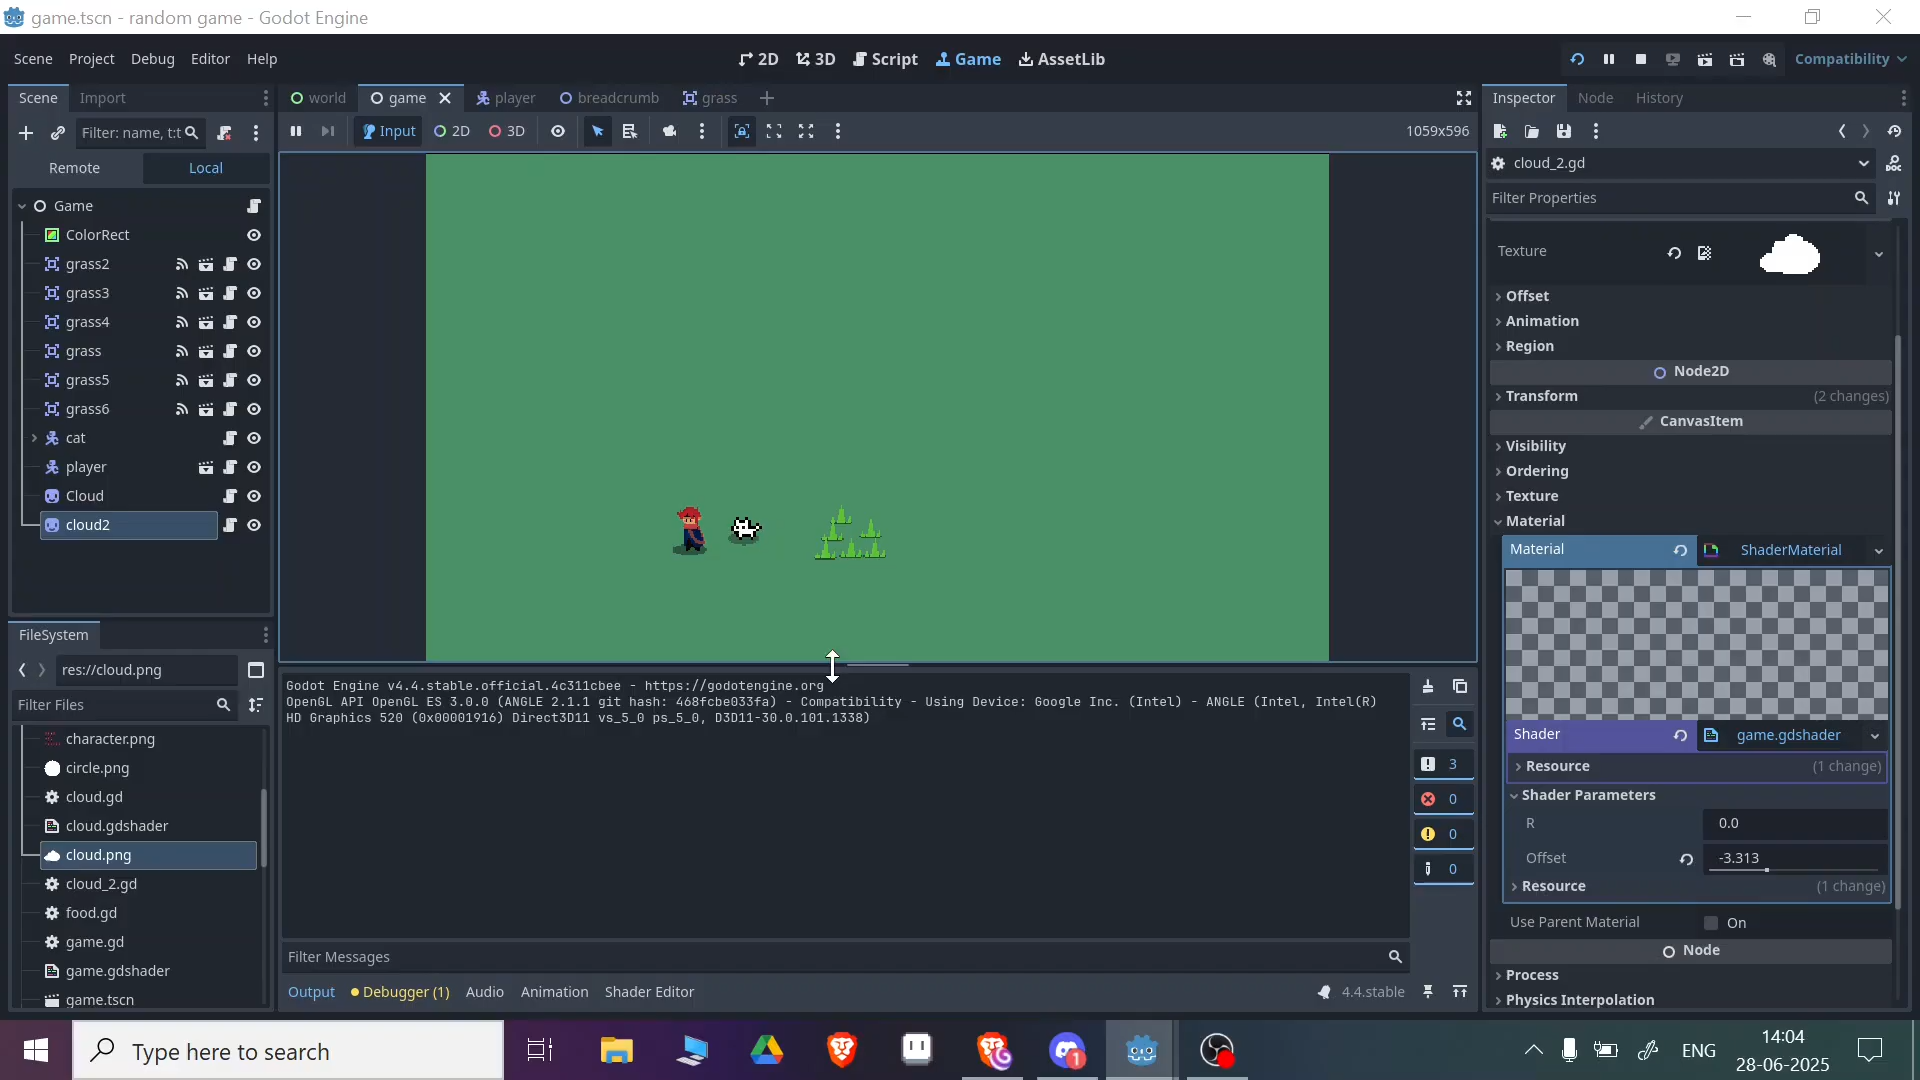 game.tscn - random game - Godot Engine
Scene Project Debug Editor Help
2D 3D Script Game AssetLib
Compatibility
Scene Import
world game player breadcrumb grass
Inspector Node History
Filter: name, t:t
Input 2D 3D
1059x596
Remote Local
cloud_2.gd
Filter Properties
Game
ColorRect
grass2
grass3
grass4
grass
grass5
grass6
cat
player
Cloud
cloud2
Texture
Offset
Animation
Region
Node2D
Transform (2 changes)
CanvasItem
Visibility
Ordering
Texture
Material
Material ShaderMaterial
Shader game.gdshader
Resource (1 change)
Shader Parameters
R 0.0
Offset -3.313
Resource (1 change)
Use Parent Material On
Node
Process
Physics Interpolation
FileSystem
res://cloud.png
Filter Files
character.png
circle.png
cloud.gd
cloud.gdshader
cloud.png
cloud_2.gd
food.gd
game.gd
game.gdshader
game.tscn
Godot Engine v4.4.stable.official.4c311cbee - https://godotengine.org
OpenGL API OpenGL ES 3.0.0 (ANGLE 2.1.1 git hash: 468fcbe033fa) - Compatibility - Using Device: Google Inc. (Intel) - ANGLE (Intel, Intel(R)
HD Graphics 520 (0x00001916) Direct3D11 vs_5_0 ps_5_0, D3D11-30.0.101.1338)
3
0
0
0
Filter Messages
Output Debugger (1) Audio Animation Shader Editor
4.4.stable
Type here to search
1
ENG
14:04
28-06-2025